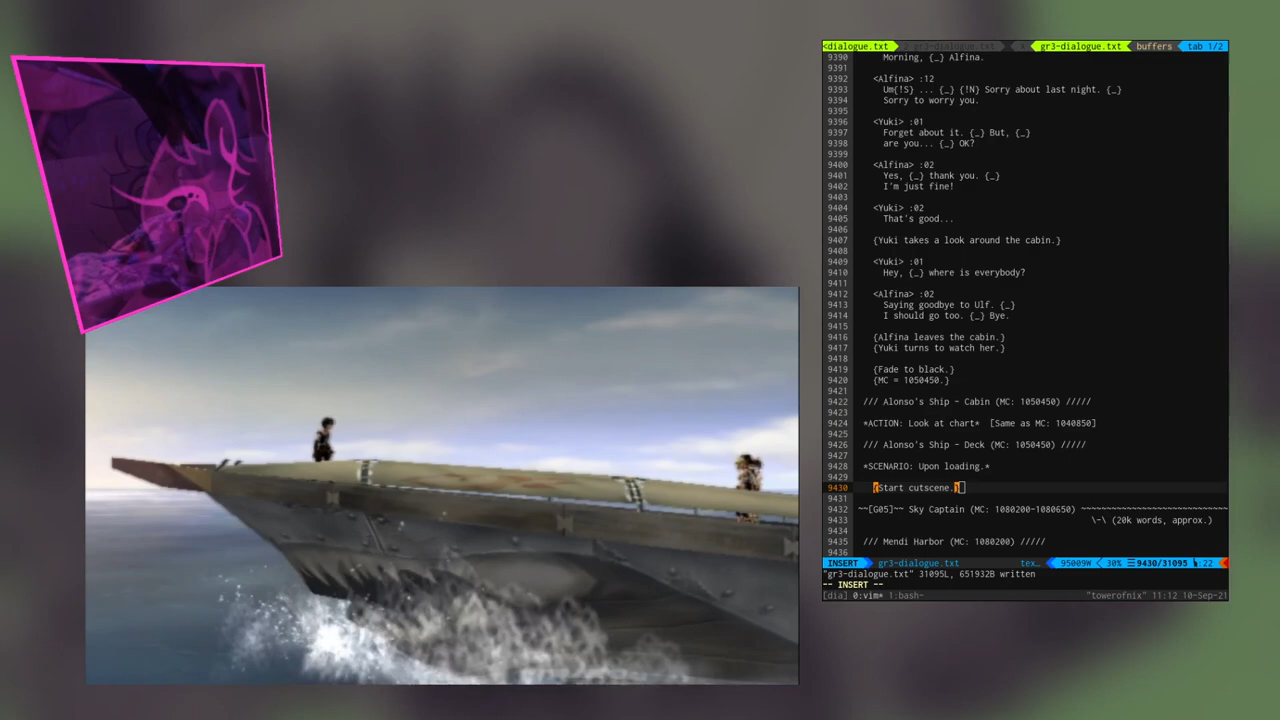 <dialogue.txt  gr3-dialogue.txt  gr3-dialogue.txt  buffers  tab 1/2
9390 Morning, {_} Alfina.
9391
9392 <Alfina> :12
9393 Um{!S} ... {_} {!N} Sorry about last night. {_}
9394 Sorry to worry you.
9395
9396 <Yuki> :01
9397 Forget about it. {_} But, {_}
9398 are you... {_} OK?
9399
9400 <Alfina> :02
9401 Yes, {_} thank you. {_}
9402 I'm just fine!
9403
9404 <Yuki> :02
9405 That's good...
9406
9407 {Yuki takes a look around the cabin.}
9408
9409 <Yuki> :01
9410 Hey, {_} where is everybody?
9411
9412 <Alfina> :02
9413 Saying goodbye to Ulf. {_}
9414 I should go too. {_} Bye.
9415
9416 {Alfina leaves the cabin.}
9417 {Yuki turns to watch her.}
9418
9419 {Fade to black.}
9420 {MC = 1050450.}
9421
9422 /// Alonso's Ship - Cabin (MC: 1050450) /////
9423
9424 *ACTION: Look at chart*  [Same as MC: 1040850]
9425
9426 /// Alonso's Ship - Deck (MC: 1050450) /////
9427
9428 *SCENARIO: Upon loading.*
9429
9430 {Start cutscene.}
9431
9432 ~~[G05]~~ Sky Captain (MC: 1080200-1080650) ~~~~~~~~~~~~~~~~~~~~~~~~~~~~
9433 \~\ (20k words, approx.)
9434
9435 /// Mendi Harbor (MC: 1080200) /////
9436
INSERT  gr3-dialogue.txt  tex…  95009W  30%  9430/31095  :22
"gr3-dialogue.txt" 31095L, 651932B written
-- INSERT --
[dia] 0:vim* 1:bash-  "towerofnix" 11:12 10-Sep-21